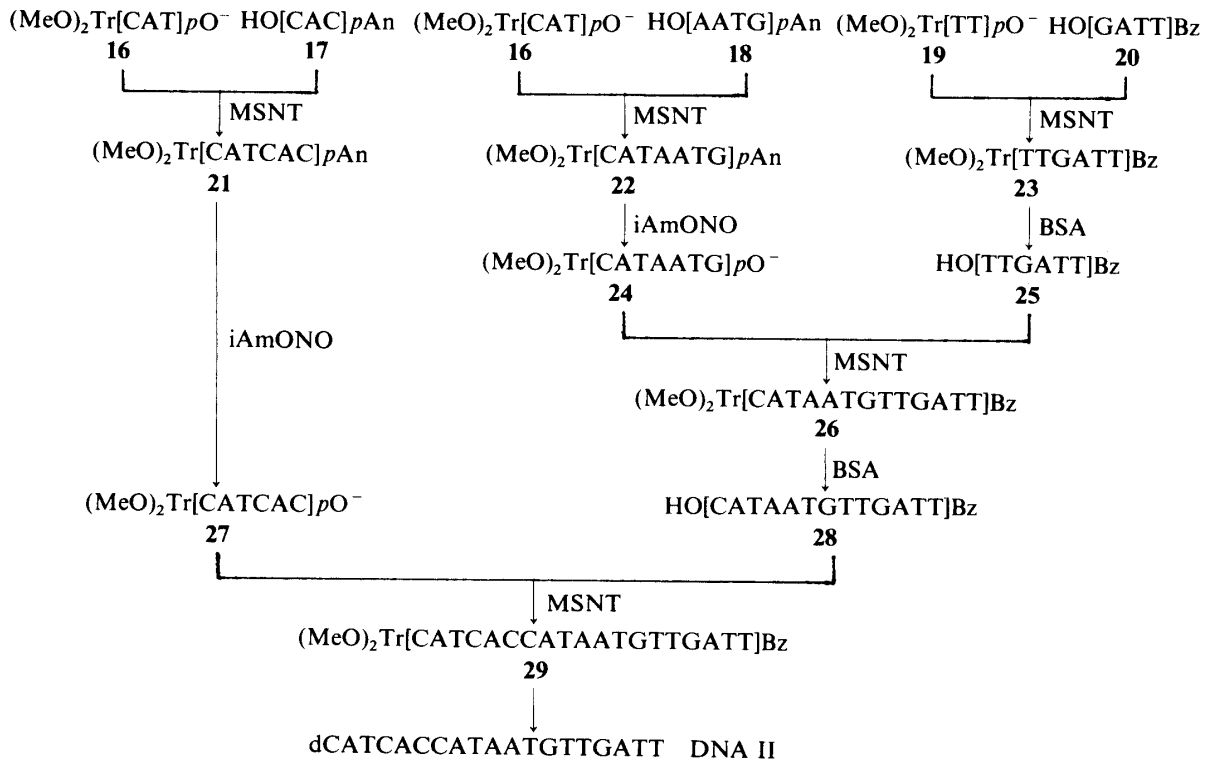 (MeO)₂Tr[CAT]pO⁻ HO[CAC]pAn (MeO)₂Tr[CAT]pO⁻ HO[AATG]pAn (MeO)₂Tr[TT}pO⁻ HO[GATT]Bz
16 17 16 18 19 20
MSNT MSNT MSNT
(MeO)₂Tr[CATCAC]pAn (MeO)₂Tr[CATAATG]pAn (MeO)₂Tr[TTGATT]Bz
21 22 23
iAmONO BSA
(MeO)₂Tr[CATAATG]pO⁻ HO[TTGATT]Bz
24 25
iAmONO
MSNT
(MeO)₂Tr[CATAATGTTGATT]Bz
26
BSA
(MeO)₂Tr[CATCAC]pO⁻ HO[CATAATGTTGATT]Bz
27 28
MSNT
(MeO)₂Tr[CATCACCATAATGTTGATT]Bz
29
dCATCACCATAATGTTGATT DNA II